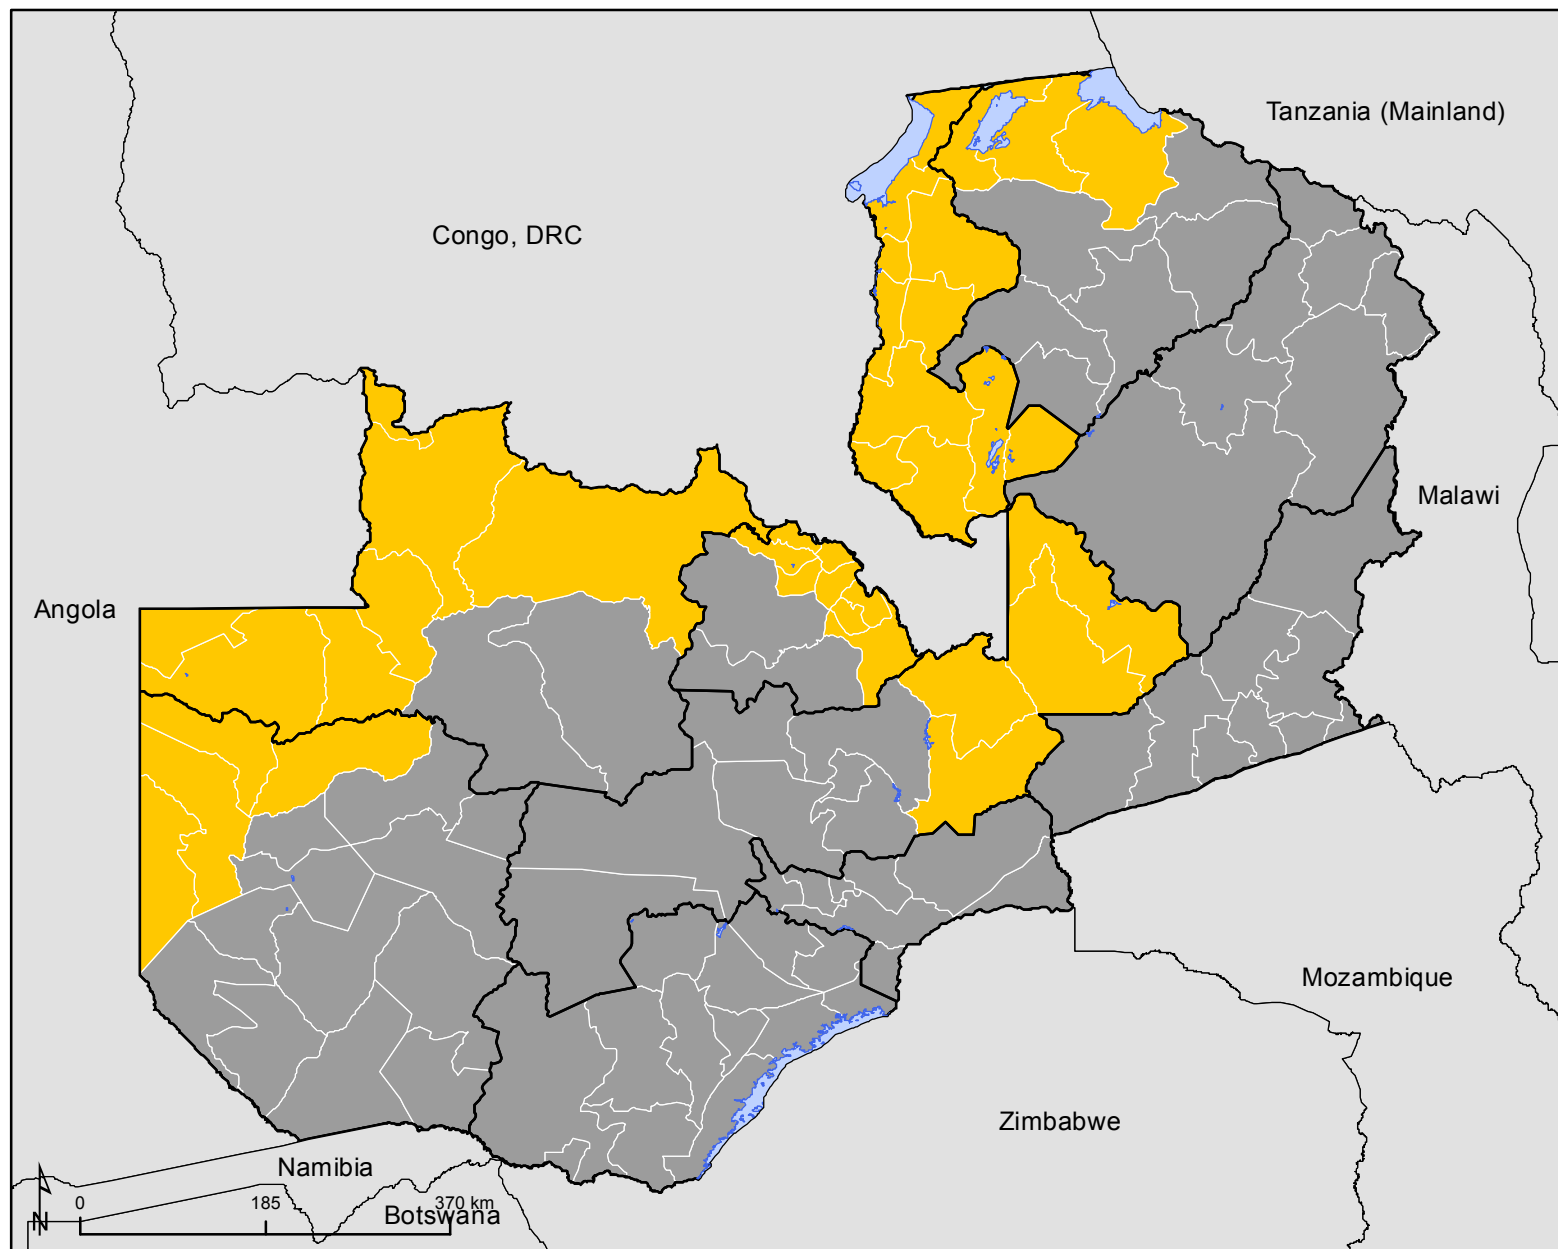 Tanzania (Mainland)
Congo, DRC
Malawi
Angola
Mozambique
Zimbabwe
Namibia
Botswana
0 185 370 km
N